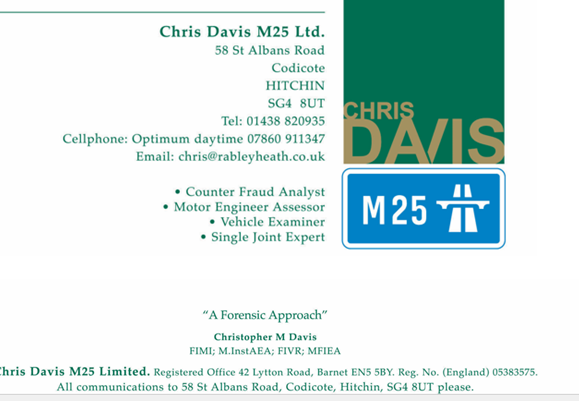 Chris Davis M25 Ltd.
58 St Albans Road
Codicote
HITCHIN
SG4 8UT
Tel: 01438 820935
Cellphone: Optimum daytime 07860 911347
Email: chris@rableyheath.co.uk
• Counter Fraud Analyst
• Motor Engineer Assessor
• Vehicle Examiner
• Single Joint Expert
CHRIS
DAVIS
M25
“A Forensic Approach”
Christopher M Davis
FIMI; M.InstAEA; FIVR; MFIEA
hris Davis M25 Limited. Registered Office 42 Lytton Road, Barnet EN5 5BY. Reg. No. (England) 05383575.
All communications to 58 St Albans Road, Codicote, Hitchin, SG4 8UT please.